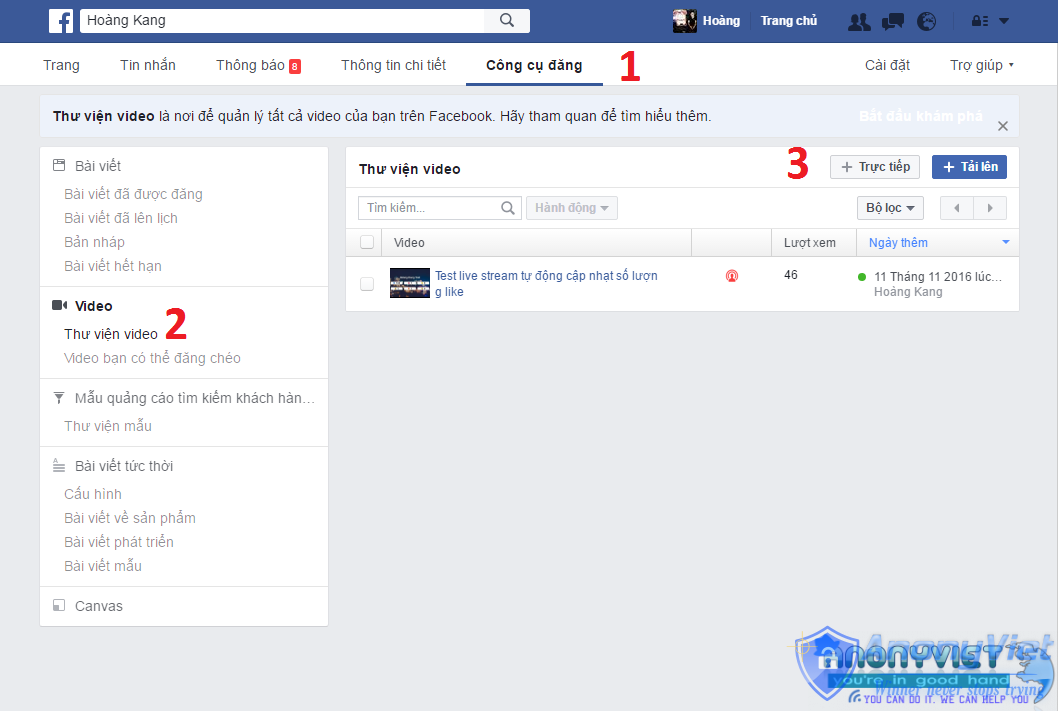 Hoàng Kang
Hoàng
Trang chủ
Trang
Tin nhắn
Thông báo 8
Thông tin chi tiết
Công cụ đăng
1
Cài đặt
Trợ giúp
Thư viện video là nơi để quản lý tất cả video của bạn trên Facebook. Hãy tham quan để tìm hiểu thêm.
Bắt đầu khám phá
Bài viết
Bài viết đã được đăng
Bài viết đã lên lịch
Bản nháp
Bài viết hết hạn
Video
Thư viện video
2
Video bạn có thể đăng chéo
Mẫu quảng cáo tìm kiếm khách hàn...
Thư viện mẫu
Bài viết tức thời
Cấu hình
Bài viết về sản phẩm
Bài viết phát triển
Bài viết mẫu
Canvas
Thư viện video
3
+ Trực tiếp
+ Tải lên
Tìm kiếm...
Hành động
Bộ lọc
Video
Lượt xem
Ngày thêm
Test live stream tự động cập nhạt số lượn
g like
46
11 Tháng 11 2016 lúc...
Hoàng Kang
AnonyViet
ANONYVIET
you're in good hand
Winner never stops trying
YOU CAN DO IT, WE CAN HELP YOU